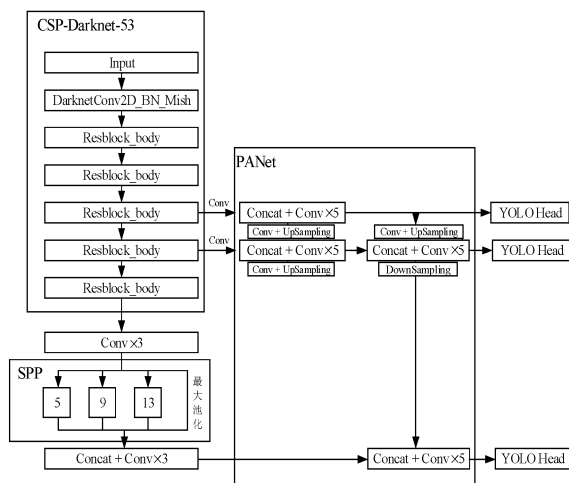 CSP-Darknet-53
Input
DarknetConv2D_BN_Mish
Resblock_body
Resblock_body
Resblock_body
Resblock_body
Resblock_body
Conv×3
SPP
5
9
13
最大池化
Concat + Conv×3
Conv
Conv
PANet
Concat + Conv×5
Conv + UpSampling
Concat + Conv×5
Conv + UpSampling
Conv + UpSampling
Concat + Conv×5
DownSampling
Concat + Conv×5
YOLO Head
YOLO Head
YOLO Head